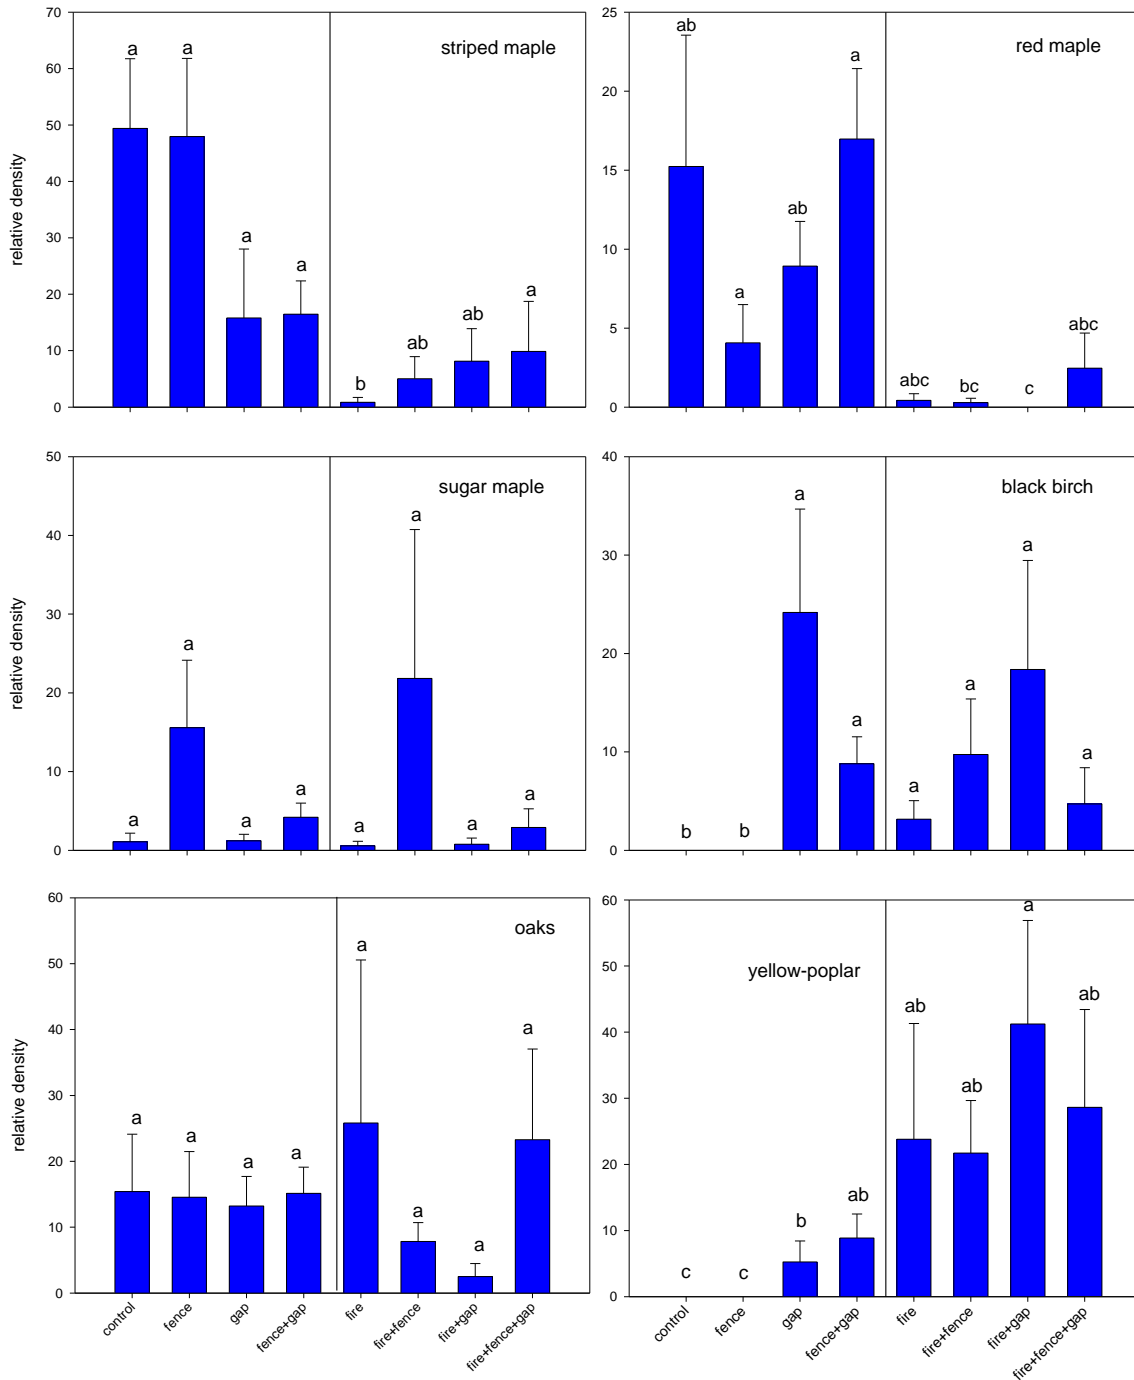 striped maple
relative density
70
60
50
40
30
20
10
0
a
a
a
a
b
ab
ab
a
red maple
25
20
15
10
5
0
ab
a
ab
a
abc
bc
c
abc
sugar maple
relative density
50
40
30
20
10
0
a
a
a
a
a
a
a
a
black birch
40
30
20
10
0
b
b
a
a
a
a
a
a
oaks
relative density
60
50
40
30
20
10
0
a
a
a
a
a
a
a
a
control
fence
gap
fence+gap
fire
fire+fence
fire+gap
fire+fence+gap
yellow-poplar
60
50
40
30
20
10
0
c
c
b
ab
ab
ab
a
ab
control
fence
gap
fence+gap
fire
fire+fence
fire+gap
fire+fence+gap